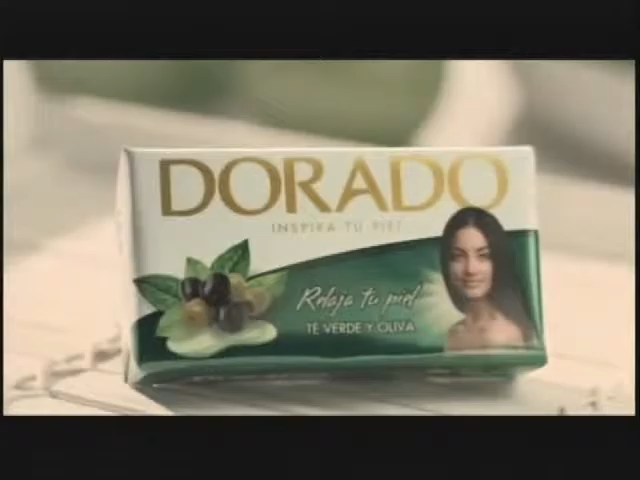 DORADO
INSPIRA TU PIEL
Relaja tu piel
TÉ VERDE Y OLIVA